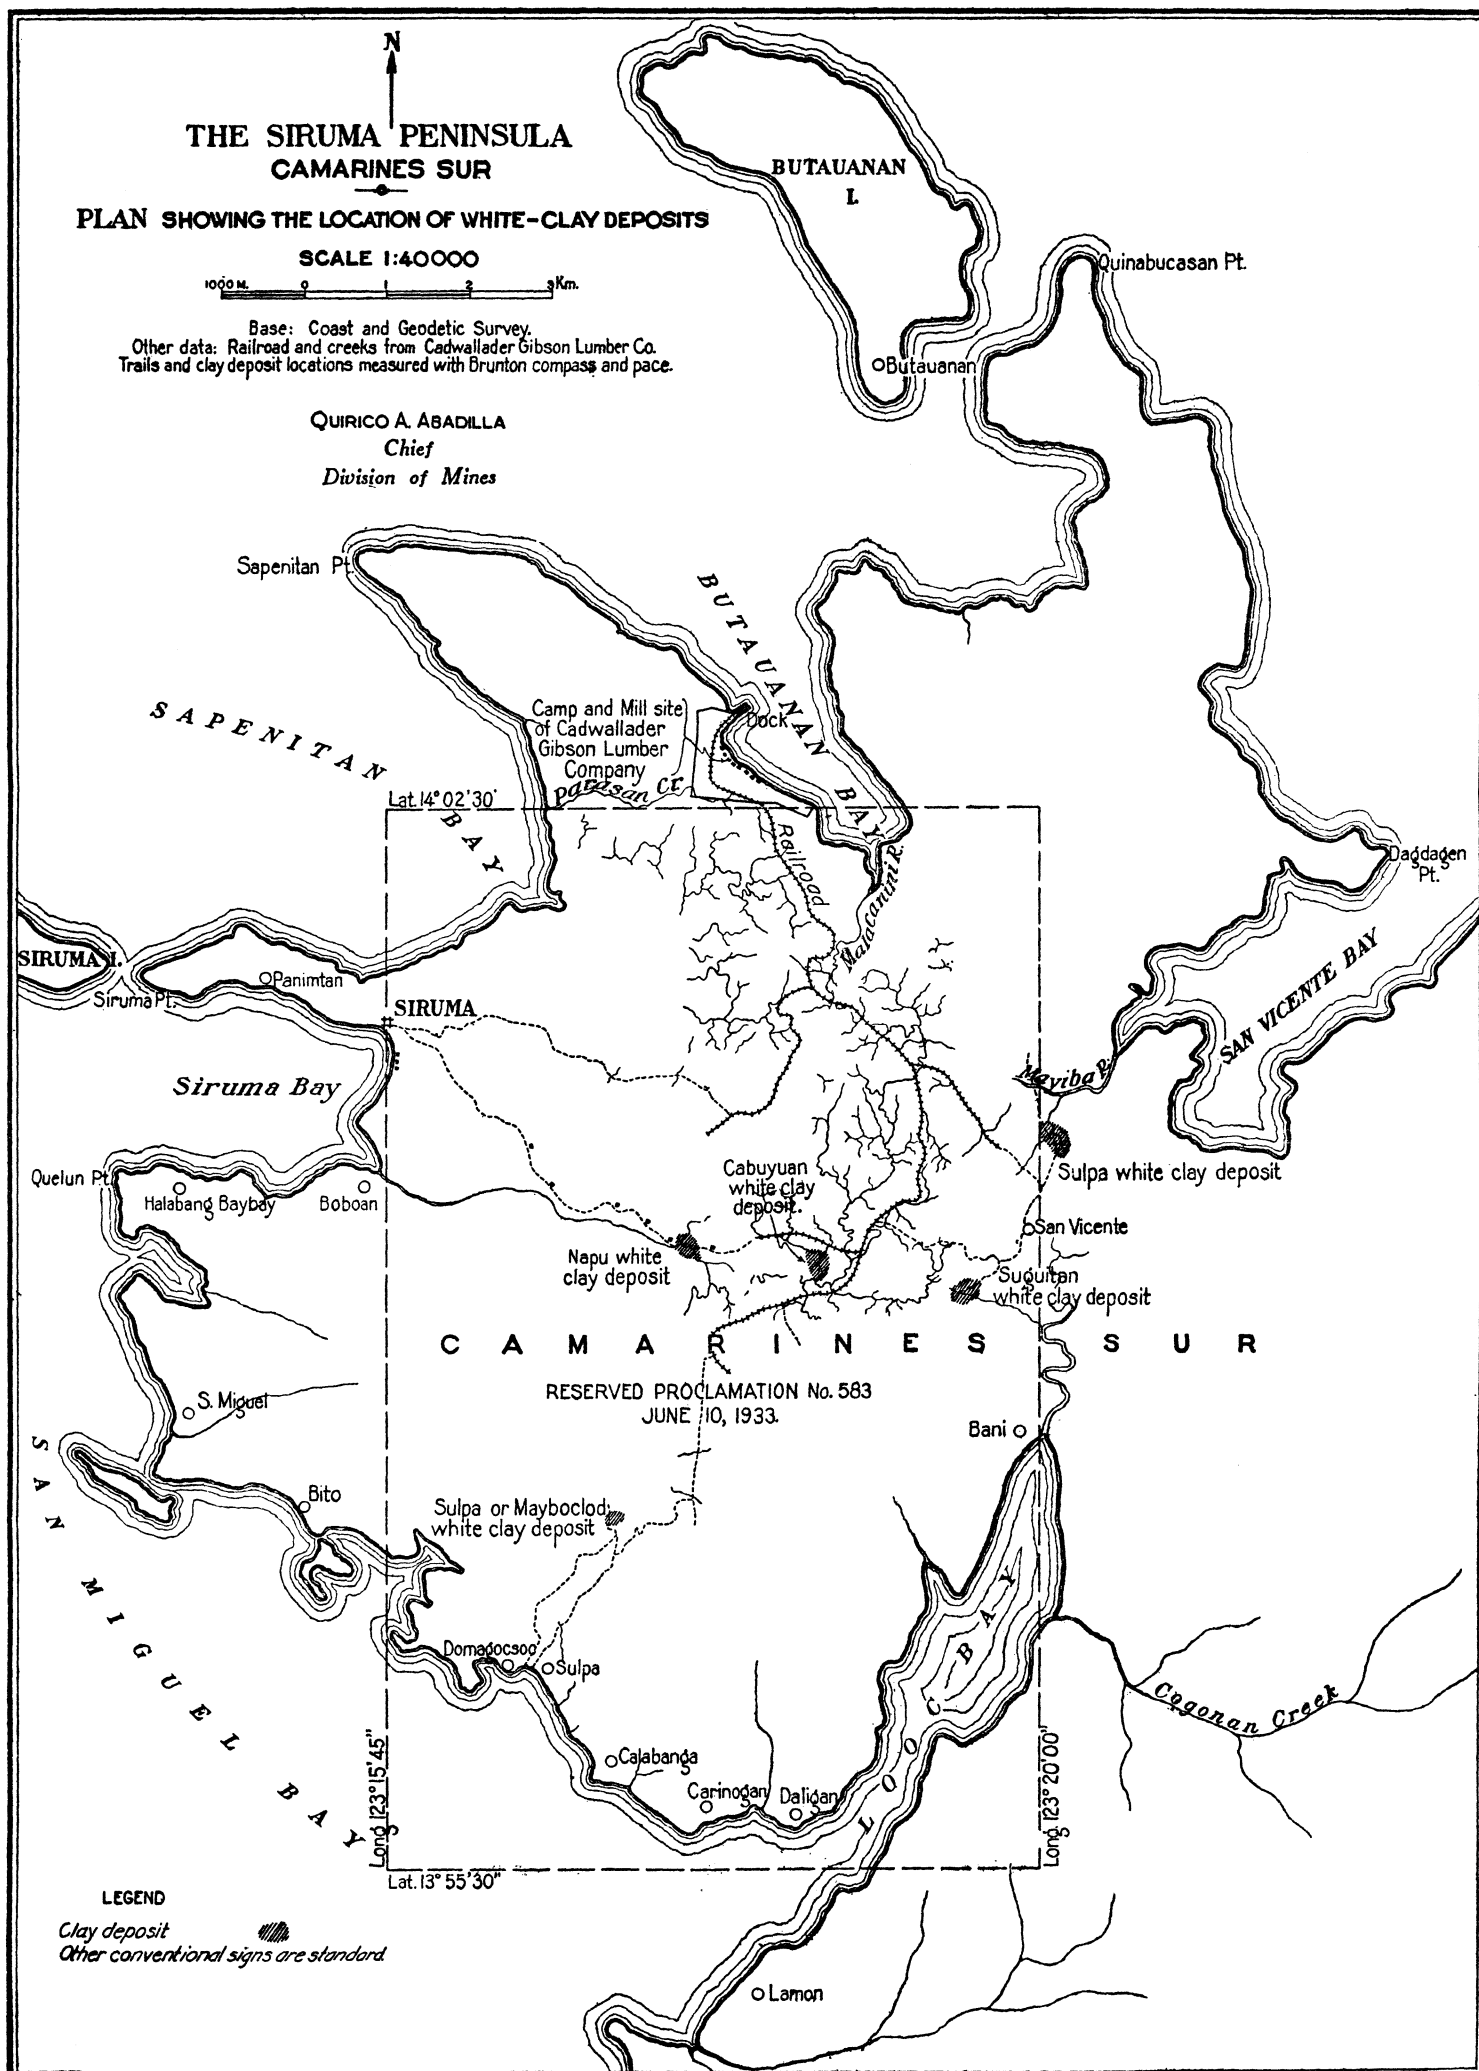 N
THE SIRUMA PENINSULA
CAMARINES SUR
PLAN SHOWING THE LOCATION OF WHITE-CLAY DEPOSITS
SCALE 1:40000
1000 M. 0 1 2 3 Km.
Base: Coast and Geodetic Survey.
Other data: Railroad and creeks from Cadwallader Gibson Lumber Co.
Trails and clay deposit locations measured with Brunton compass and pace.
QUIRICO A. ABADILLA
Chief
Division of Mines
BUTAUANAN
I.
Quinabucasan Pt.
Butauanan
Sapenitan Pt.
BUTAUANAN BAY
SAPENITAN BAY
Camp and Mill site
of Cadwallader
Gibson Lumber
Company
Dock
Parasan Cr.
Lat. 14° 02' 30"
Railroad
Malacanini R.
Dagdagen
Pt.
SIRUMA I.
Siruma Pt.
Panimtan
SIRUMA
SAN VICENTE BAY
Siruma Bay
Mayiba R.
Quelun Pt.
Halabang Baybay
Boboan
Cabuyuan
white clay
deposit.
Sulpa white clay deposit
San Vicente
Napu white
clay deposit
Suguitan
white clay deposit
CAMARINES SUR
RESERVED PROCLAMATION No. 583
JUNE 10, 1933.
S. Miguel
Bani
Bito
Sulpa or Mayboclod
white clay deposit
SAN MIGUEL BAY
Domagocsoo
Sulpa
LOOC BAY
Cogonan Creek
Calabanga
Carinogan
Daligan
Long. 123° 15' 45"
Long. 123° 20' 00"
Lat. 13° 55' 30"
LEGEND
Clay deposit
Other conventional signs are standard.
Lamon